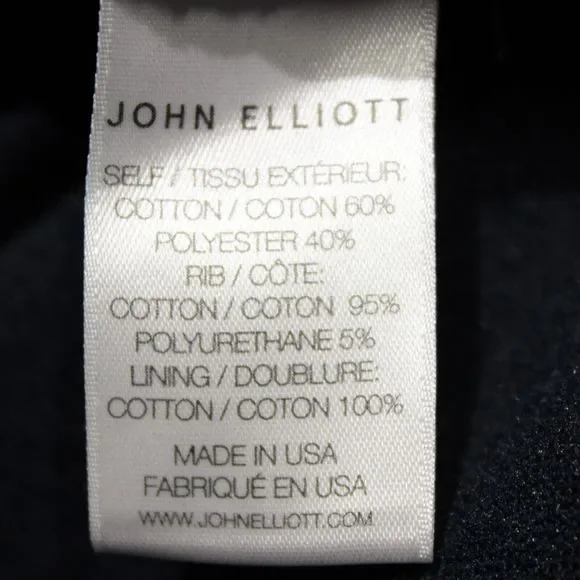 JOHN ELLIOTT
SELF / TISSU EXTÉRIEUR:
COTTON / COTON 60%
POLYESTER 40%
RIB / CÔTE:
COTTON / COTON 95%
POLYURETHANE 5%
LINING / DOUBLURE:
COTTON / COTON 100%
MADE IN USA
FABRIQUÉ EN USA
WWW.JOHNELLIOTT.COM